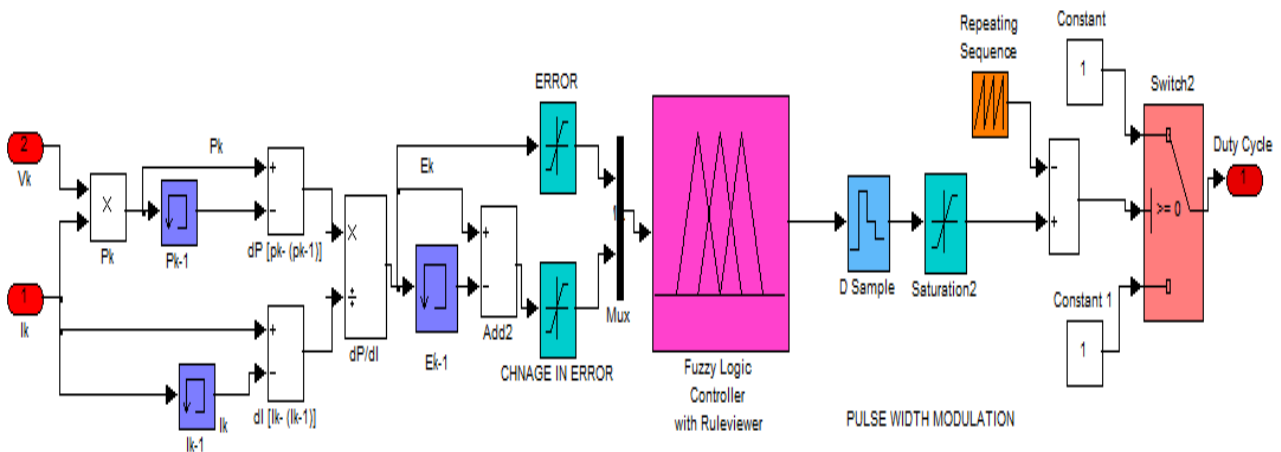 2
Vk
1
Ik
×
Pk
Pk
Pk-1
+
−
dP [pk- (pk-1)]
Ik-1
Ik
+
−
dI [Ik- (Ik-1)]
×
÷
dP/dI
Ek
Ek-1
+
−
Add2
ERROR
CHNAGE IN ERROR
Mux
Fuzzy Logic
Controller
with Ruleviewer
D Sample
Saturation2
PULSE WIDTH MODULATION
Repeating
Sequence
−
+
Constant
1
Constant 1
1
Switch2
>= 0
Duty Cycle
1